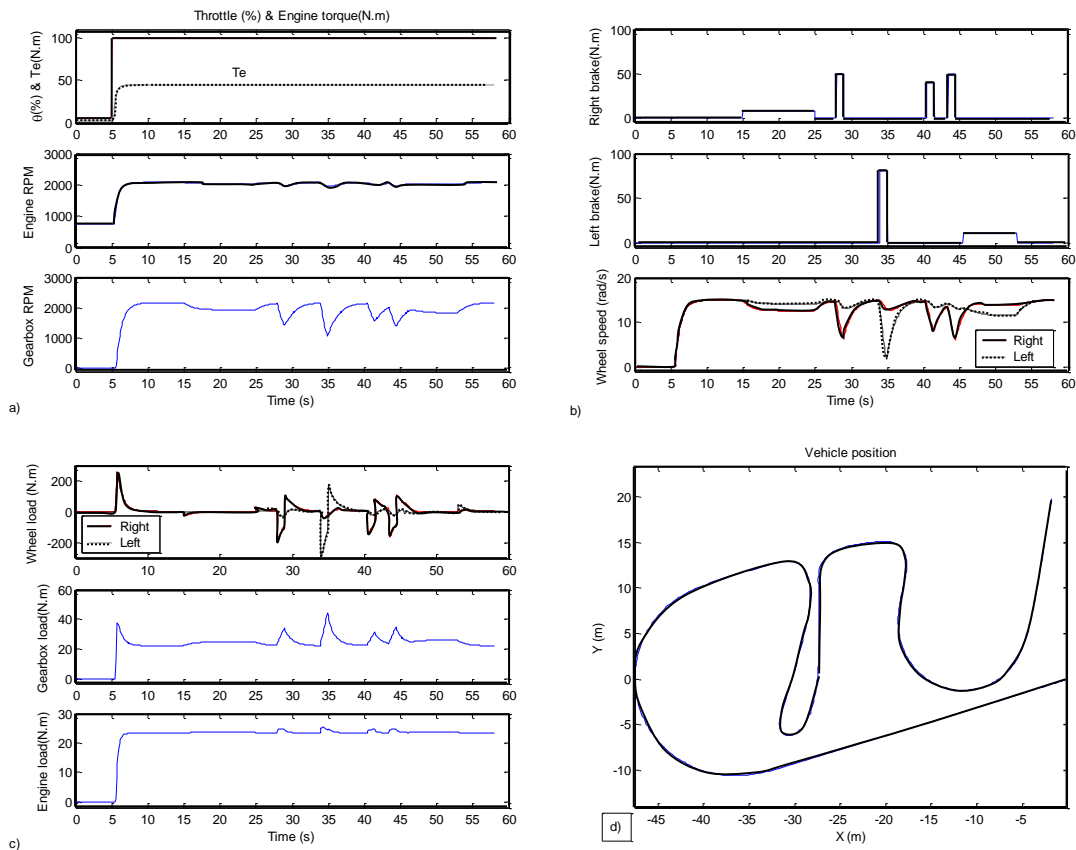 Throttle (%) & Engine torque(N.m)
θ(%) & Te(N.m)
100
50
0
Te
0 5 10 15 20 25 30 35 40 45 50 55 60
Engine RPM
3000
2000
1000
0
0 5 10 15 20 25 30 35 40 45 50 55 60
Gearbox RPM
3000
2000
1000
0
0 5 10 15 20 25 30 35 40 45 50 55 60
Time (s)
a)
Right brake(N.m)
100
50
0
0 5 10 15 20 25 30 35 40 45 50 55 60
Left brake(N.m)
100
50
0
0 5 10 15 20 25 30 35 40 45 50 55 60
Wheel speed (rad/s)
20
10
0
Right
Left
0 5 10 15 20 25 30 35 40 45 50 55 60
Time (s)
b)
Wheel load (N.m)
200
0
-200
Right
Left
0 5 10 15 20 25 30 35 40 45 50 55 60
Gearbox load(N.m)
60
40
20
0
0 5 10 15 20 25 30 35 40 45 50 55 60
Engine load(N.m)
30
20
10
0
0 5 10 15 20 25 30 35 40 45 50 55 60
Time (s)
c)
Vehicle position
Y (m)
20
15
10
5
0
-5
-10
-45 -40 -35 -30 -25 -20 -15 -10 -5
X (m)
d)